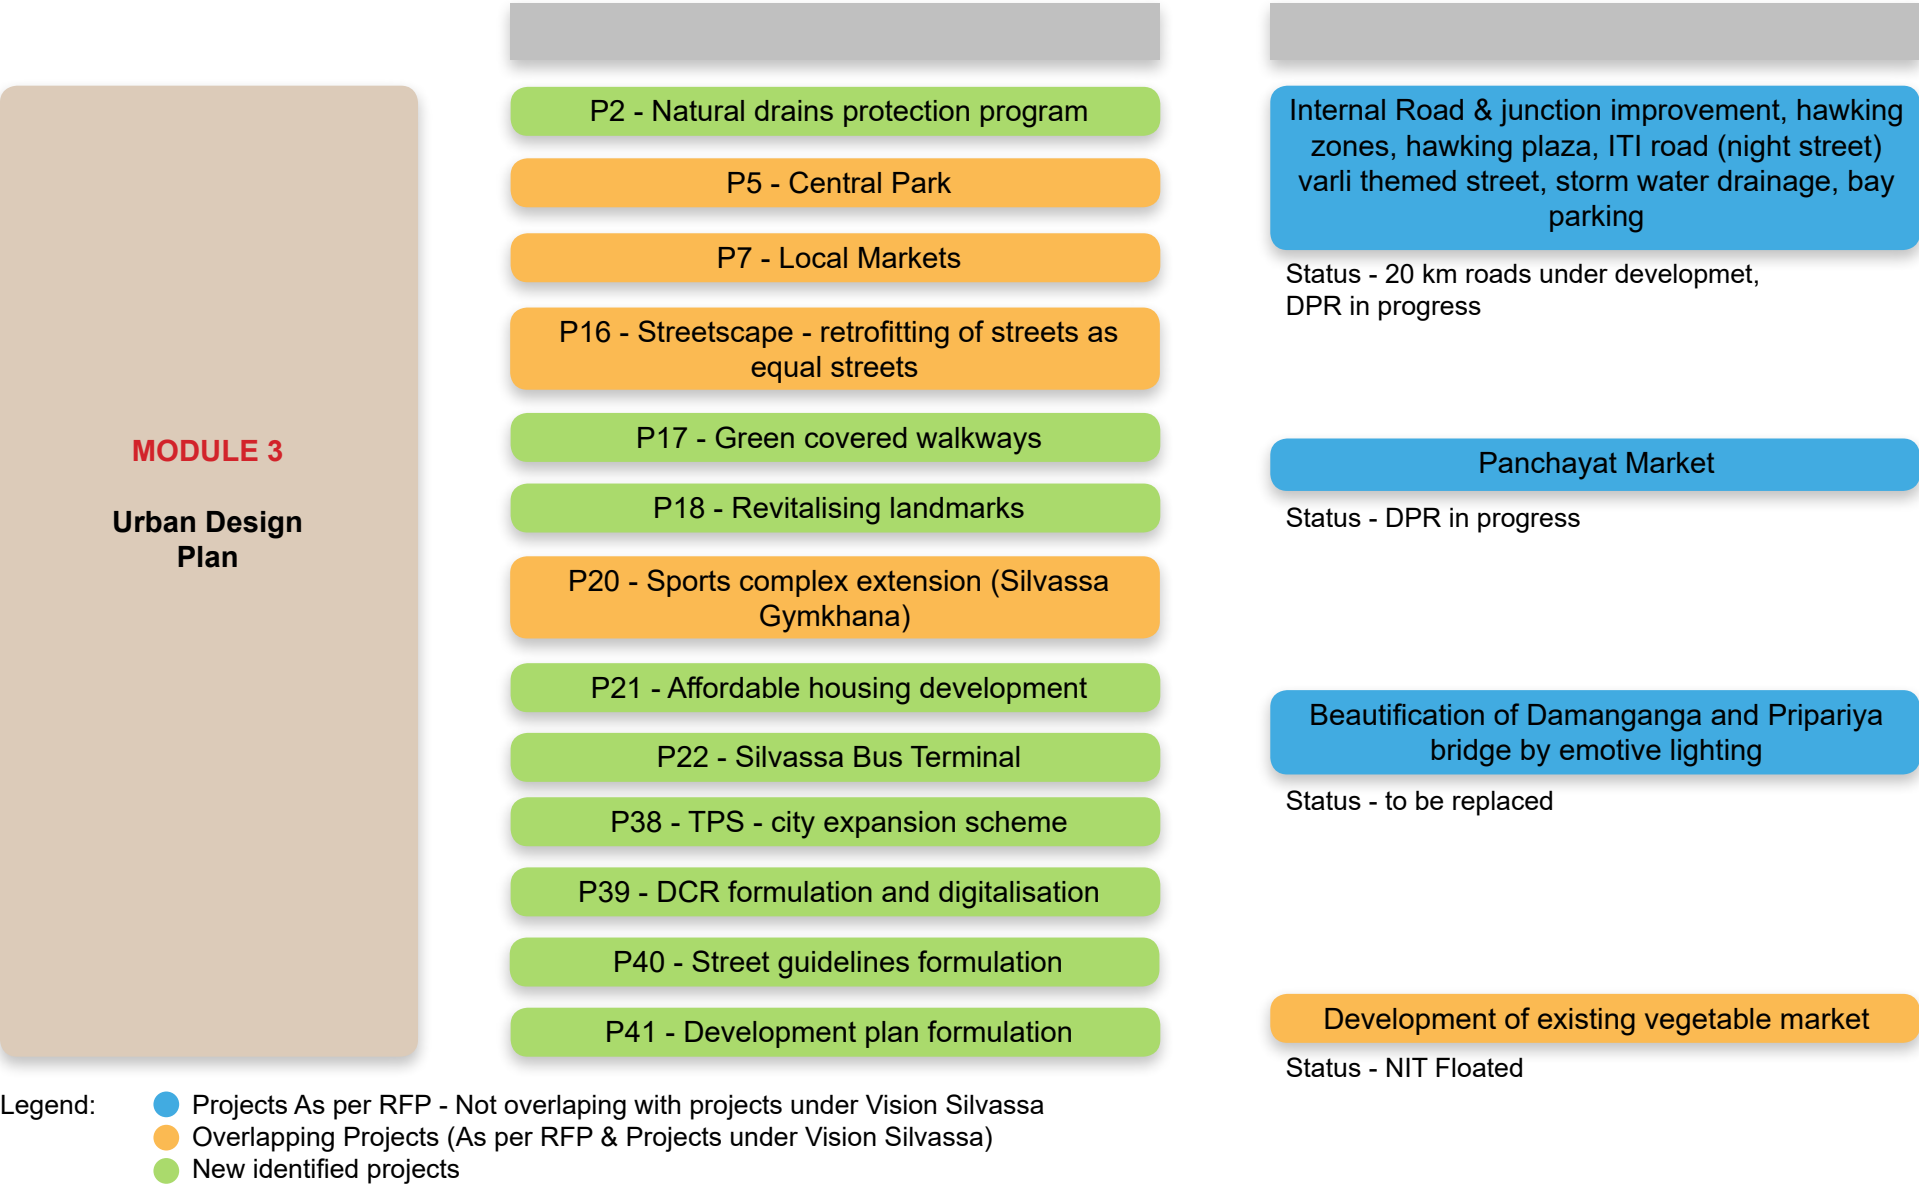 MODULE 3
Urban Design
Plan
P2 - Natural drains protection program
P5 - Central Park
P7 - Local Markets
P16 - Streetscape - retrofitting of streets as
equal streets
P17 - Green covered walkways
P18 - Revitalising landmarks
P20 - Sports complex extension (Silvassa
Gymkhana)
P21 - Affordable housing development
P22 - Silvassa Bus Terminal
P38 - TPS - city expansion scheme
P39 - DCR formulation and digitalisation
P40 - Street guidelines formulation
P41 - Development plan formulation
Internal Road & junction improvement, hawking
zones, hawking plaza, ITI road (night street)
varli themed street, storm water drainage, bay
parking
Status - 20 km roads under developmet,
DPR in progress
Panchayat Market
Status - DPR in progress
Beautification of Damanganga and Pripariya
bridge by emotive lighting
Status - to be replaced
Development of existing vegetable market
Status - NIT Floated
Legend:
Projects As per RFP - Not overlaping with projects under Vision Silvassa
Overlapping Projects (As per RFP & Projects under Vision Silvassa)
New identified projects